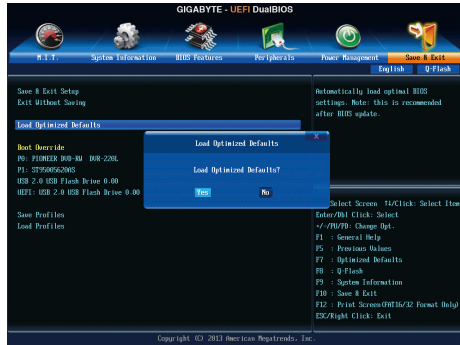 GIGABYTE - UEFI DualBIOS
M.I.T.
System Information
BIOS Features
Peripherals
Power Management
Save & Exit
English
Q-Flash
Save & Exit Setup
Exit Without Saving
Load Optimized Defaults
Boot Override
P0: PIONEER DVD-RW DVR-220L
P1: ST9500562OAS
USB 2.0 USB Flash Drive 0.00
UEFI: USB 2.0 USB Flash Drive 0.00
Save Profiles
Load Profiles
Automatically load optimal BIOS
settings. Note: this is recommended
after BIOS update.
Load Optimized Defaults
X
Load Optimized Defaults?
Yes
No
Select Screen ↑↓/Click: Select Item
Enter/Dbl Click: Select
+/-/PU/PD: Change Opt.
F1 : General Help
F5 : Previous Values
F7 : Optimized Defaults
F8 : Q-Flash
F9 : System Information
F10 : Save & Exit
F12 : Print Screen(FAT16/32 Format Only)
ESC/Right Click: Exit
Copyright (C) 2013 American Megatrends, Inc.